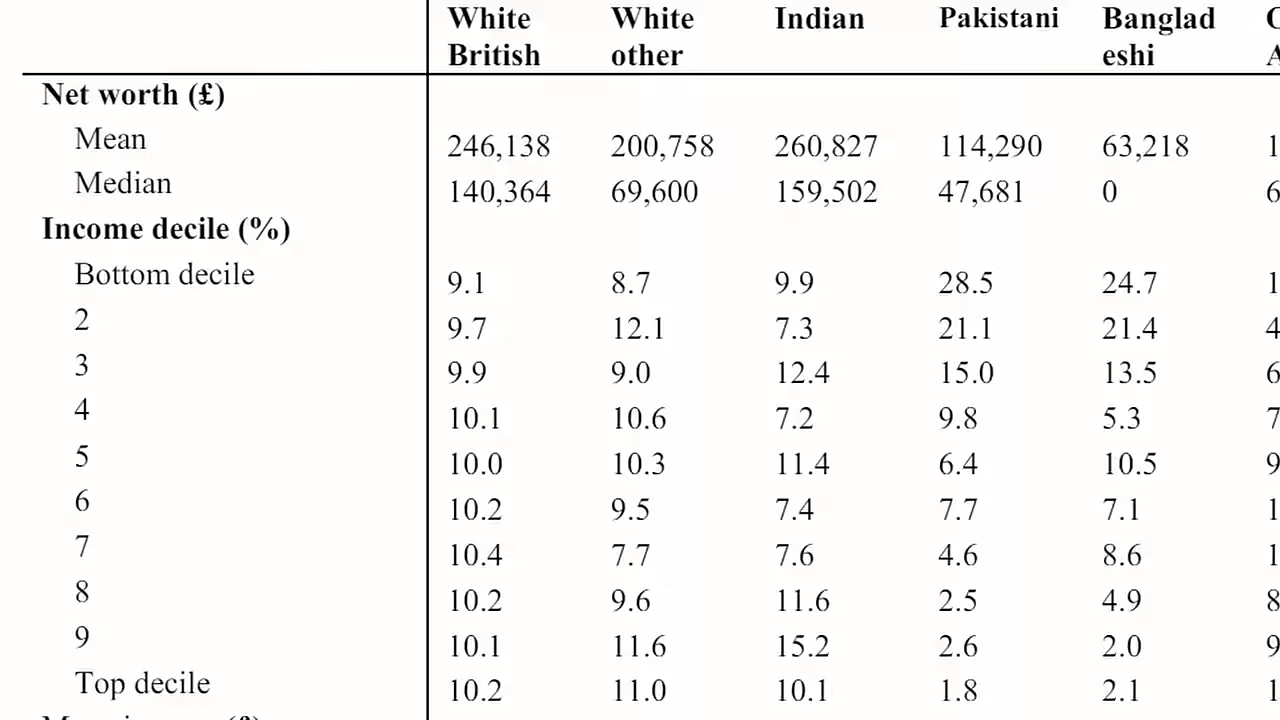 White British White other Indian Pakistani Banglad eshi
Net worth (£)
Mean 246,138 200,758 260,827 114,290 63,218
Median 140,364 69,600 159,502 47,681 0
Income decile (%)
Bottom decile 9.1 8.7 9.9 28.5 24.7
2 9.7 12.1 7.3 21.1 21.4
3 9.9 9.0 12.4 15.0 13.5
4 10.1 10.6 7.2 9.8 5.3
5 10.0 10.3 11.4 6.4 10.5
6 10.2 9.5 7.4 7.7 7.1
7 10.4 7.7 7.6 4.6 8.6
8 10.2 9.6 11.6 2.5 4.9
9 10.1 11.6 15.2 2.6 2.0
Top decile 10.2 11.0 10.1 1.8 2.1